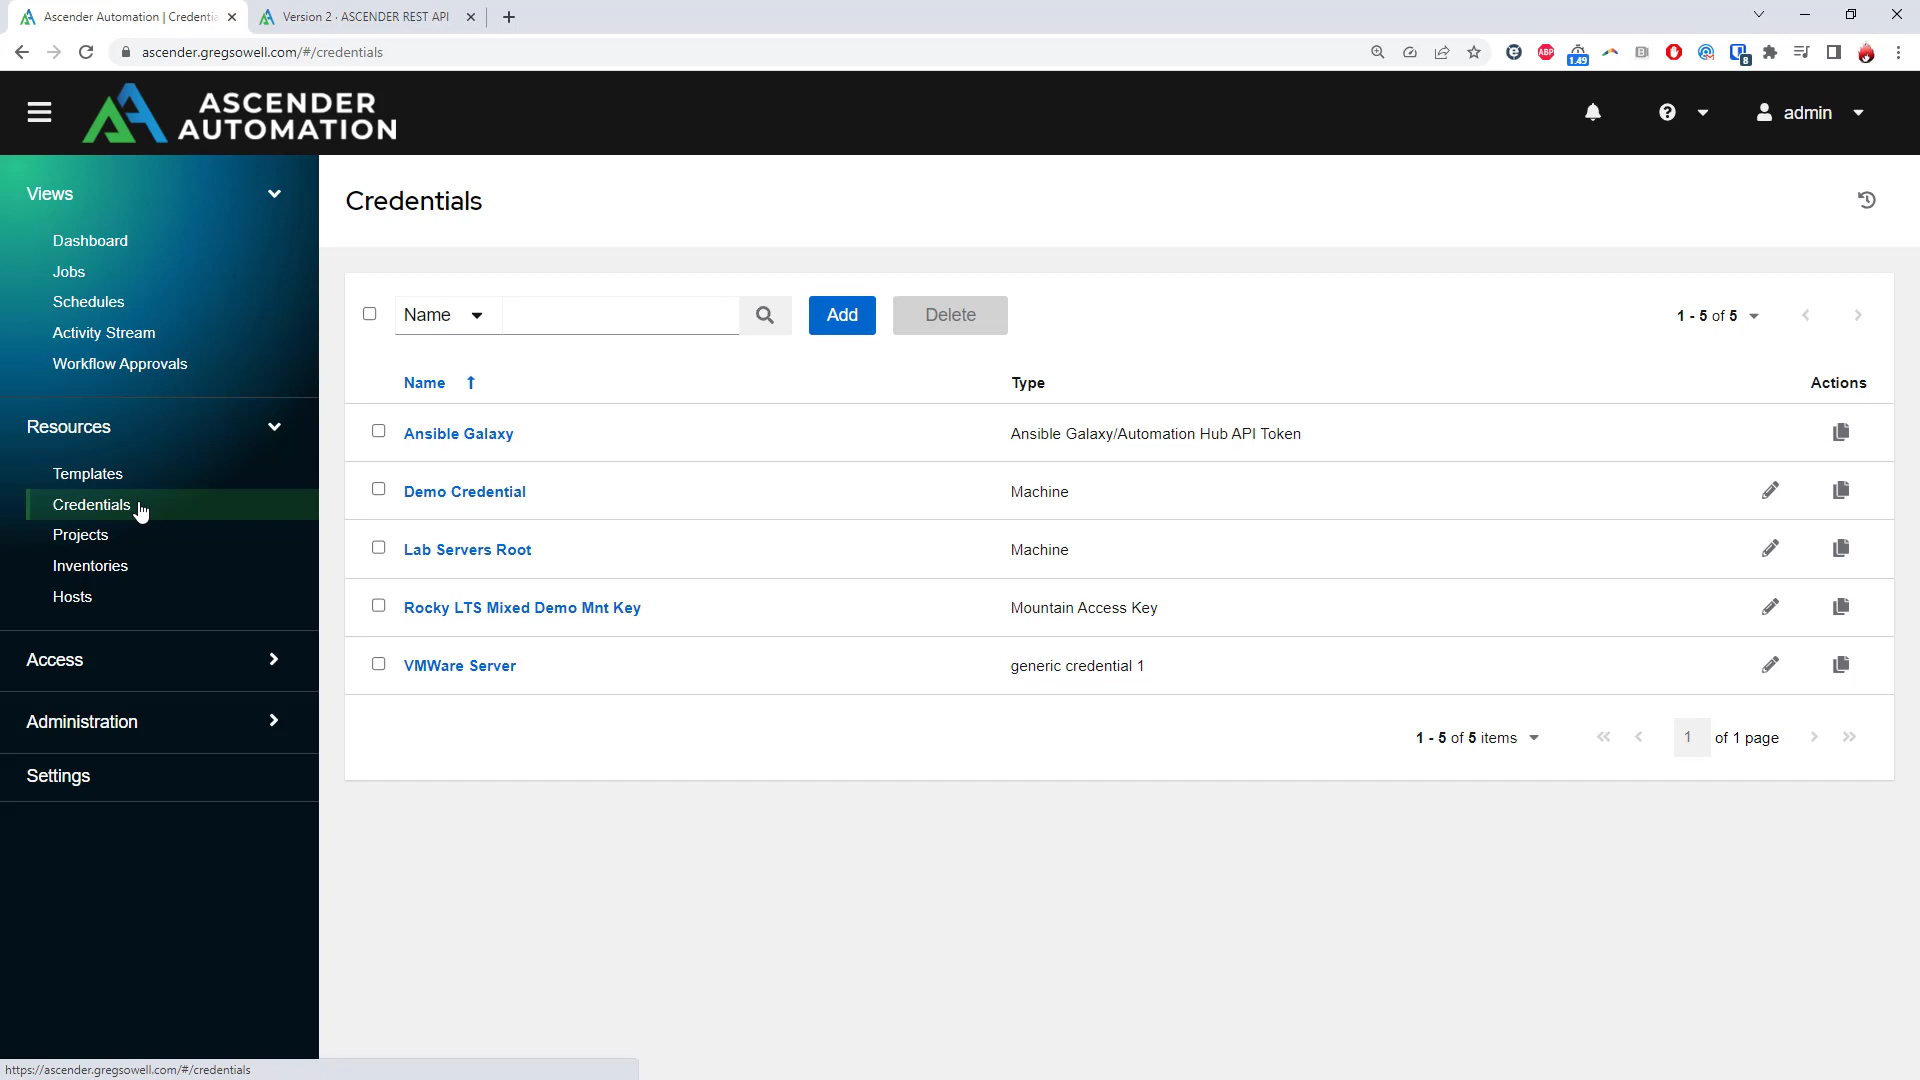 Ascender Automation | Credentia
Version 2 · ASCENDER REST API
ascender.gregsowell.com/#/credentials
ABP
1.49
8
ASCENDER
AUTOMATION
admin
Views
Dashboard
Jobs
Schedules
Activity Stream
Workflow Approvals
Resources
Templates
Credentials
Projects
Inventories
Hosts
Access
Administration
Settings
Credentials
Name
Add
Delete
1 - 5 of 5
Name
Type
Actions
Ansible Galaxy
Ansible Galaxy/Automation Hub API Token
Demo Credential
Machine
Lab Servers Root
Machine
Rocky LTS Mixed Demo Mnt Key
Mountain Access Key
VMWare Server
generic credential 1
1 - 5 of 5 items
1 of 1 page
https://ascender.gregsowell.com/#/credentials